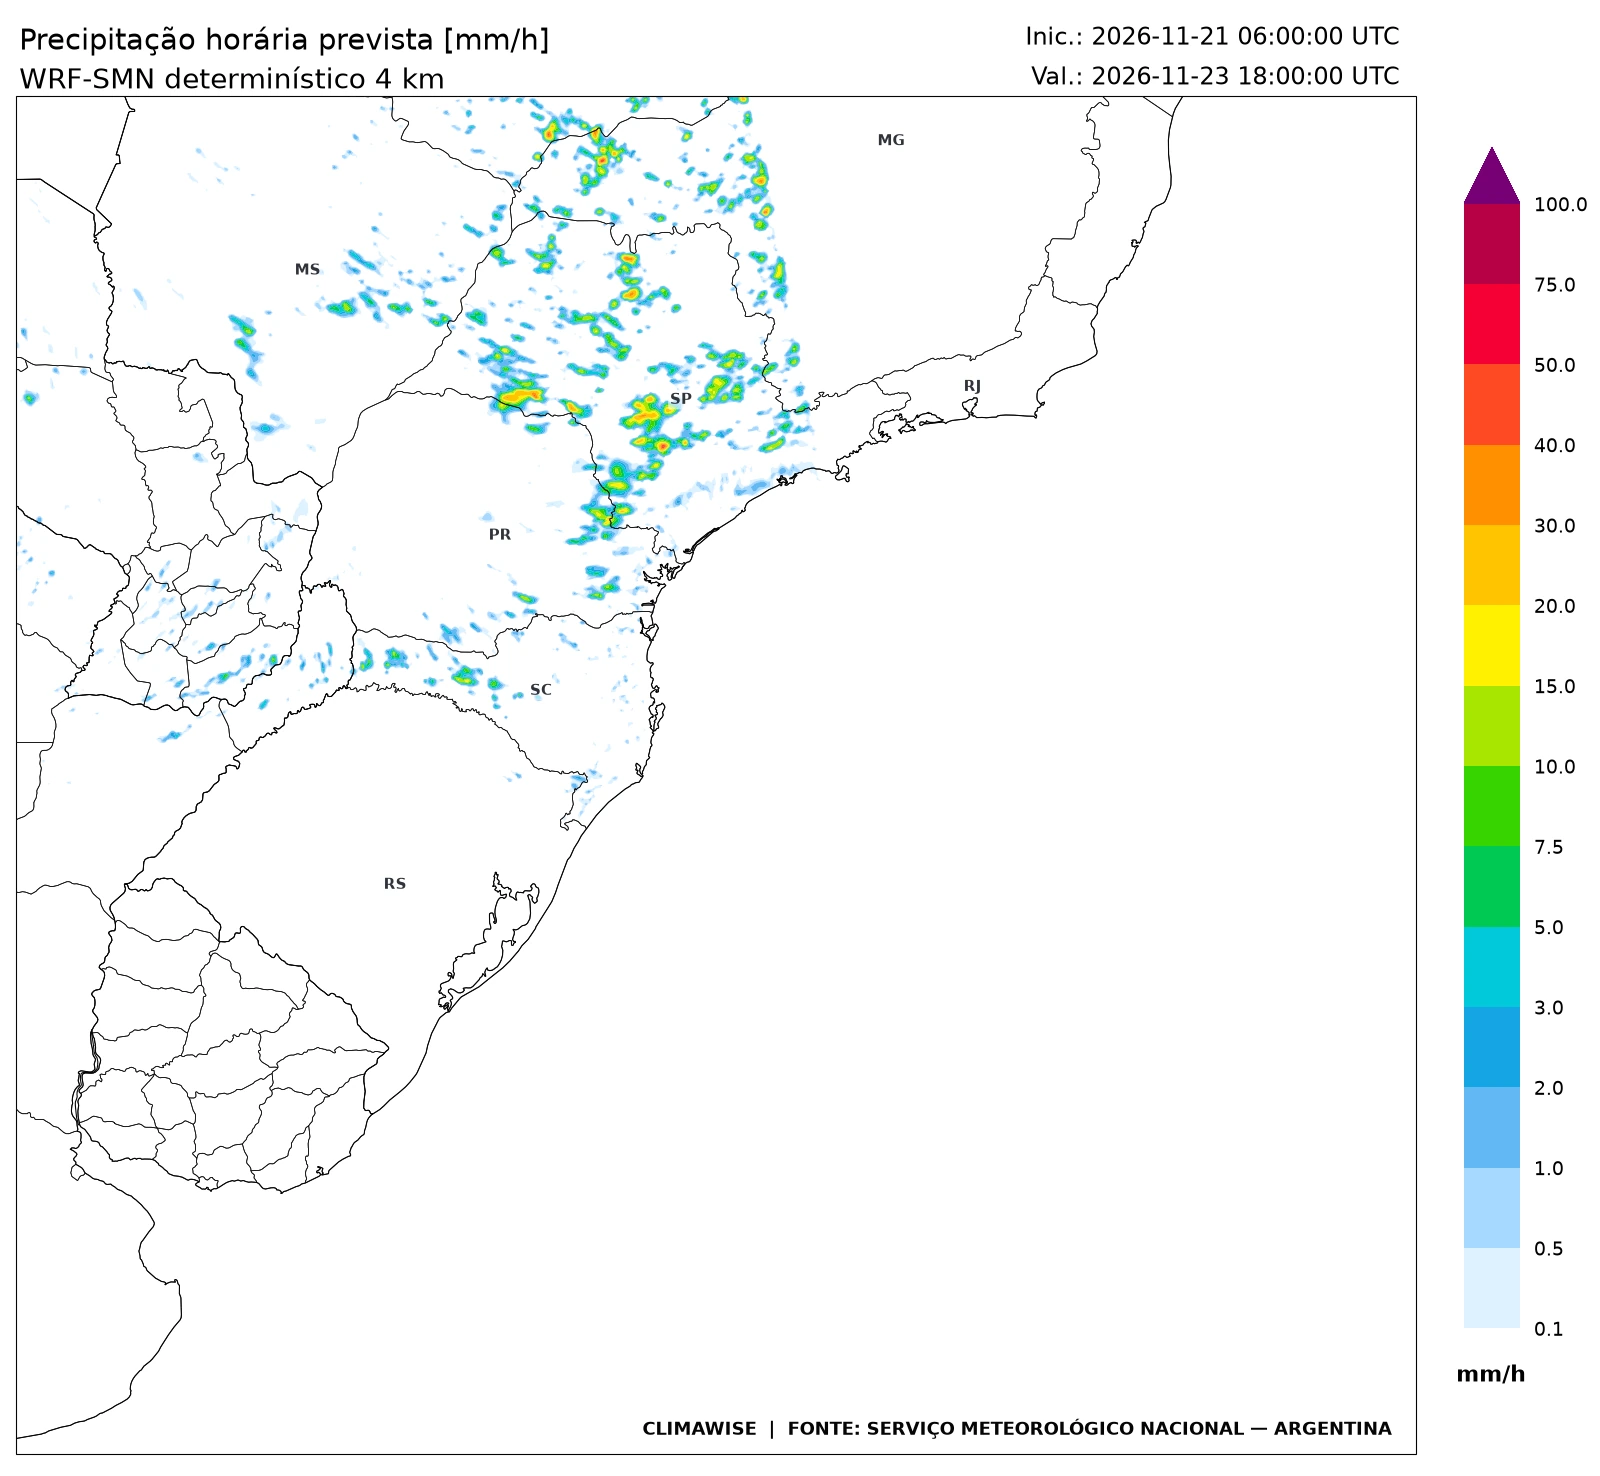 Precipitação horária prevista [mm/h]
WRF-SMN determinístico 4 km
Inic.: 2026-11-21 06:00:00 UTC
Val.: 2026-11-23 18:00:00 UTC
MG
MS
RJ
SP
PR
SC
RS
100.0
75.0
50.0
40.0
30.0
20.0
15.0
10.0
7.5
5.0
3.0
2.0
1.0
0.5
0.1
mm/h
CLIMAWISE | FONTE: SERVIÇO METEOROLÓGICO NACIONAL — ARGENTINA